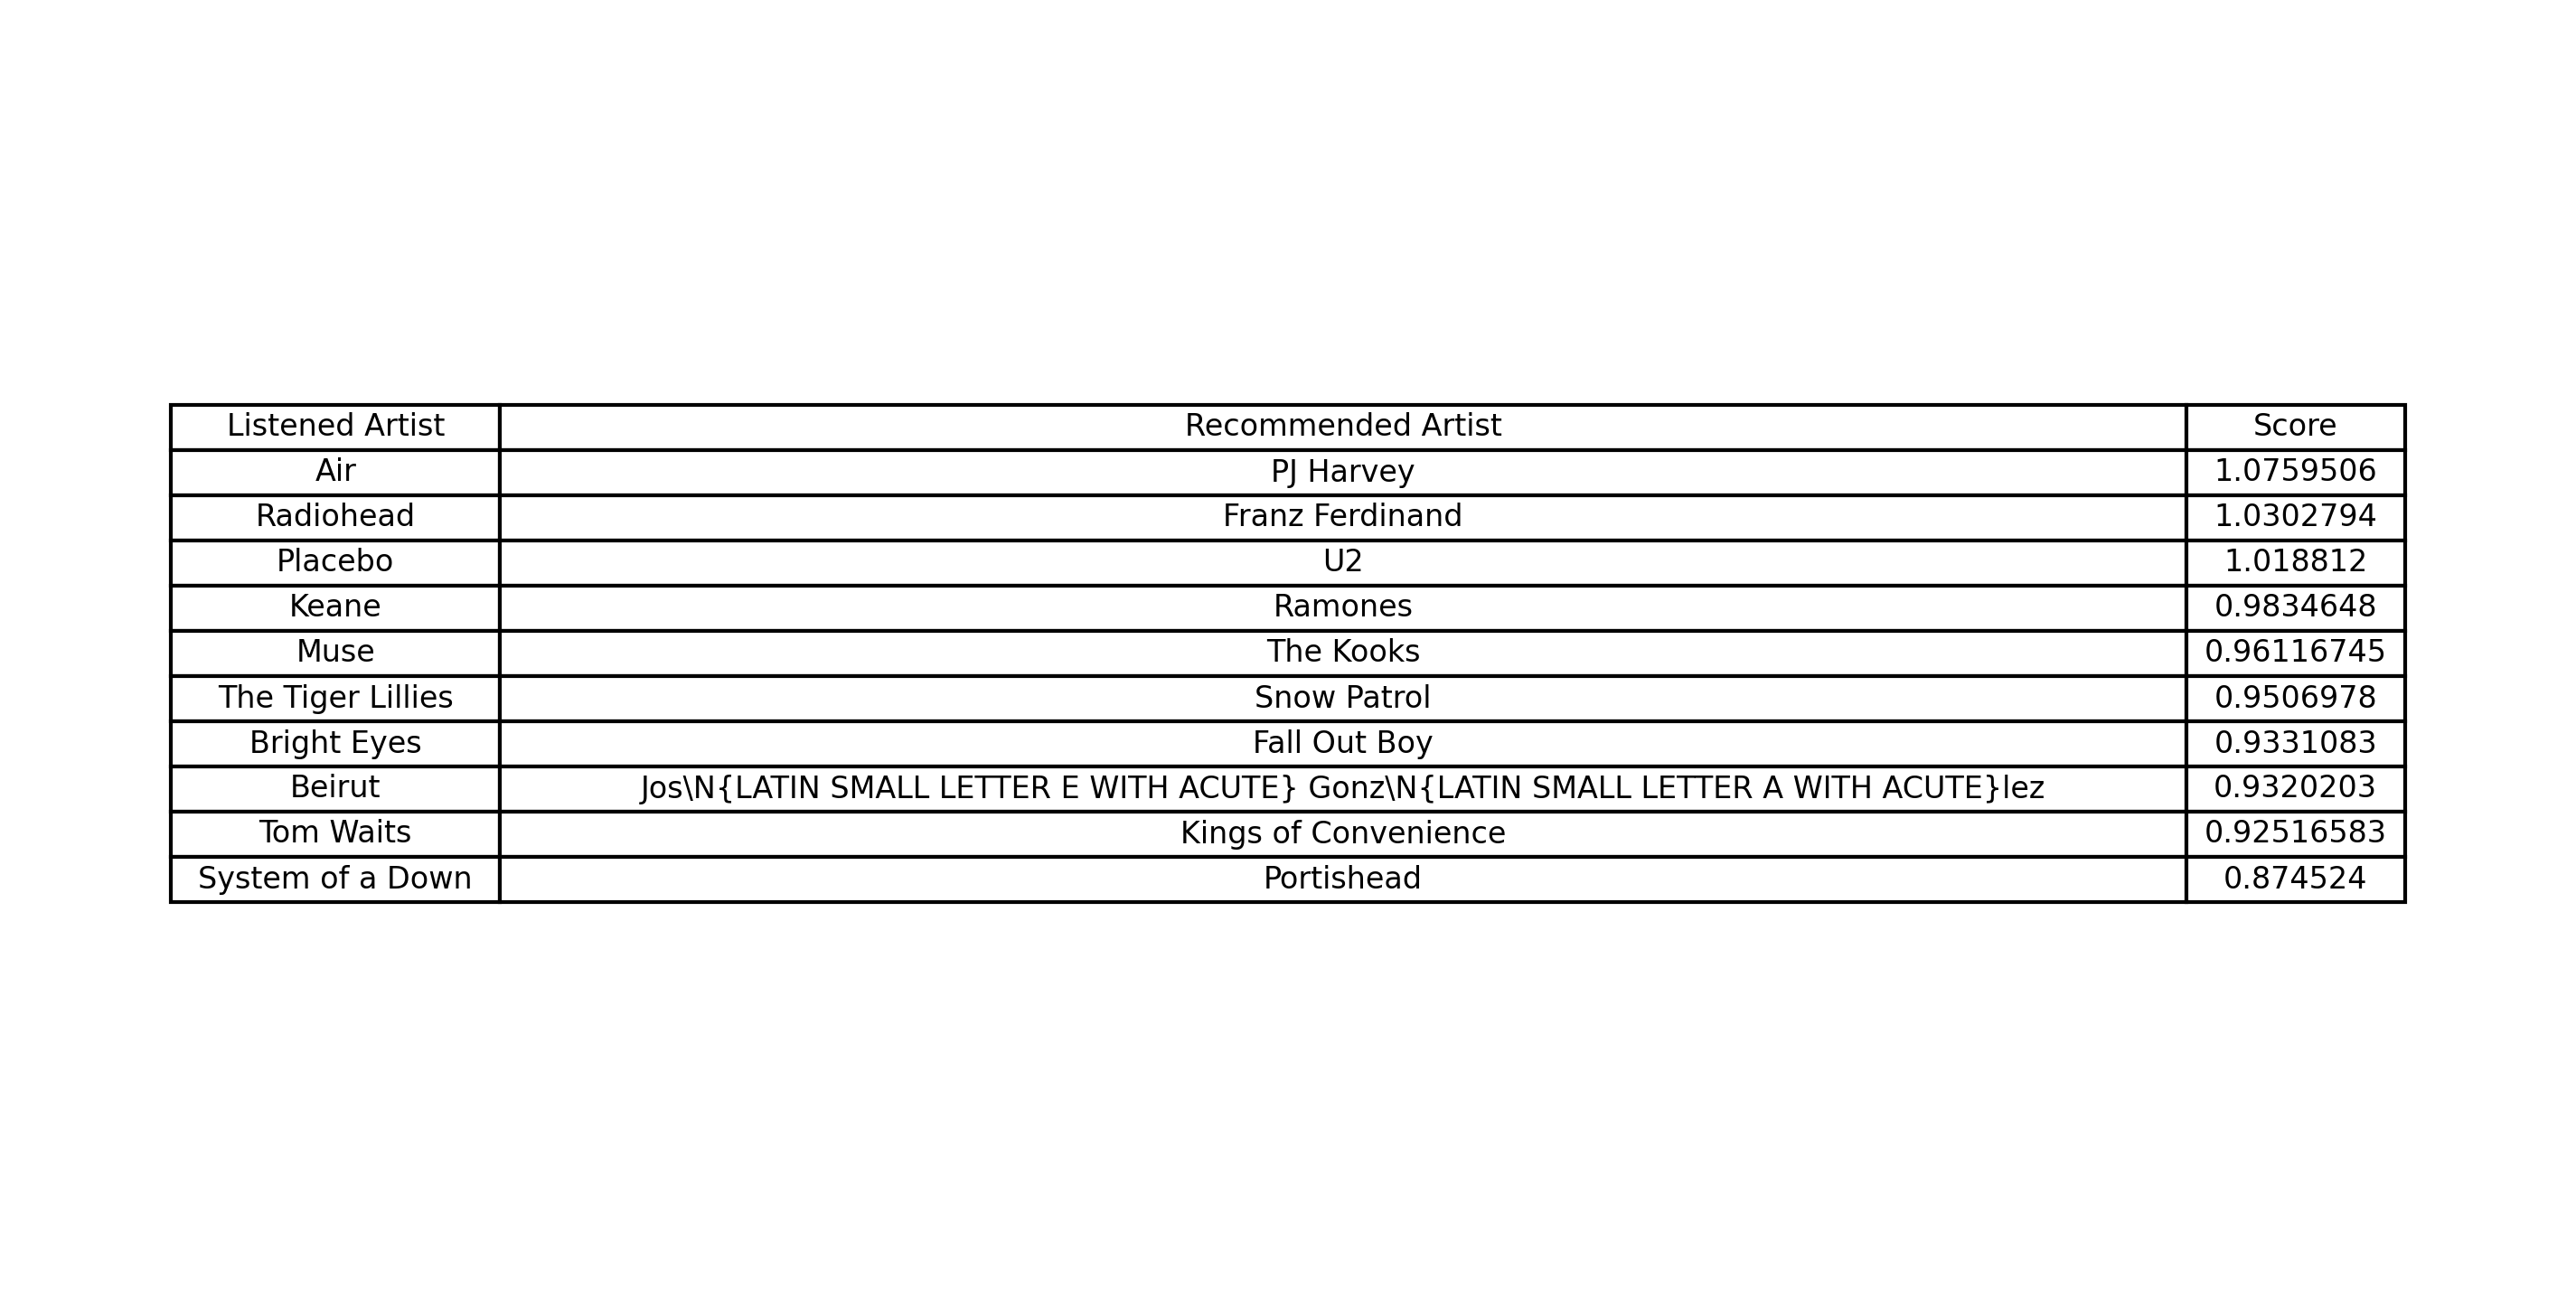 Listened Artist Recommended Artist Score
Air PJ Harvey 1.0759506
Radiohead Franz Ferdinand 1.0302794
Placebo U2 1.018812
Keane Ramones 0.9834648
Muse The Kooks 0.96116745
The Tiger Lillies Snow Patrol 0.9506978
Bright Eyes Fall Out Boy 0.9331083
Beirut Jos\N{LATIN SMALL LETTER E WITH ACUTE} Gonz\N{LATIN SMALL LETTER A WITH ACUTE}lez 0.9320203
Tom Waits Kings of Convenience 0.92516583
System of a Down Portishead 0.874524